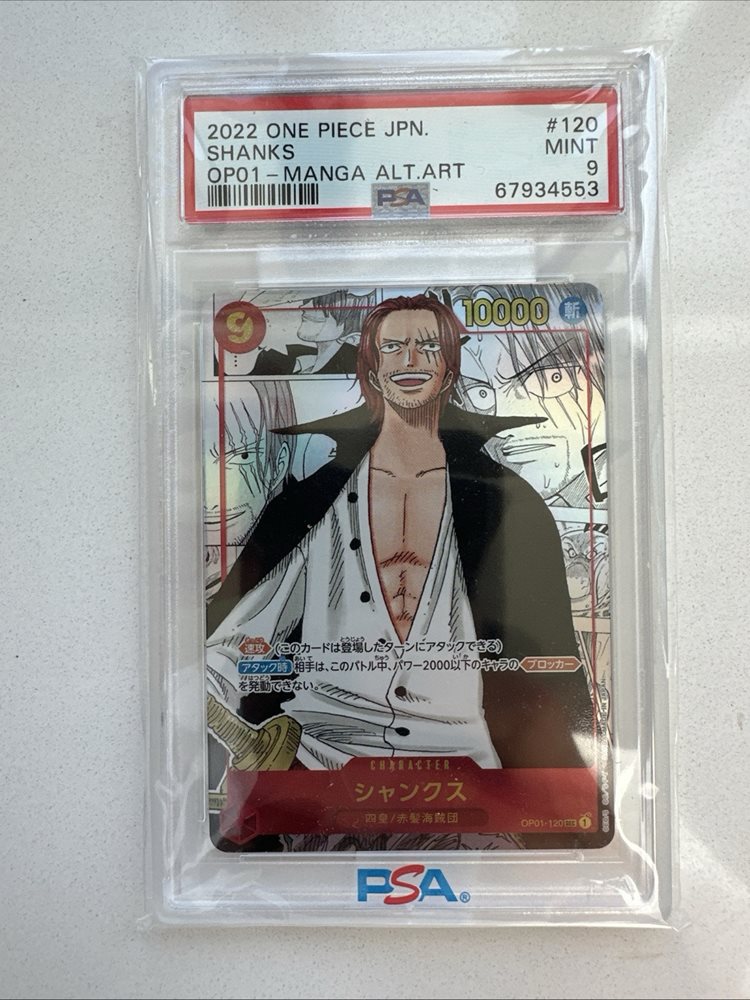 2022 ONE PIECE JPN. #120
SHANKS MINT
OP01-MANGA ALT.ART 9
PSA 67934553
9 10000 斬
速攻 (このカードは登場したターンにアタックできる)
アタック時 相手は、このバトル中、パワー2000以下のキャラの ブロッカー
を発動できない。
CHARACTER
シャンクス
四皇/赤髪海賊団
OP01-120 SEC 1
PSA®